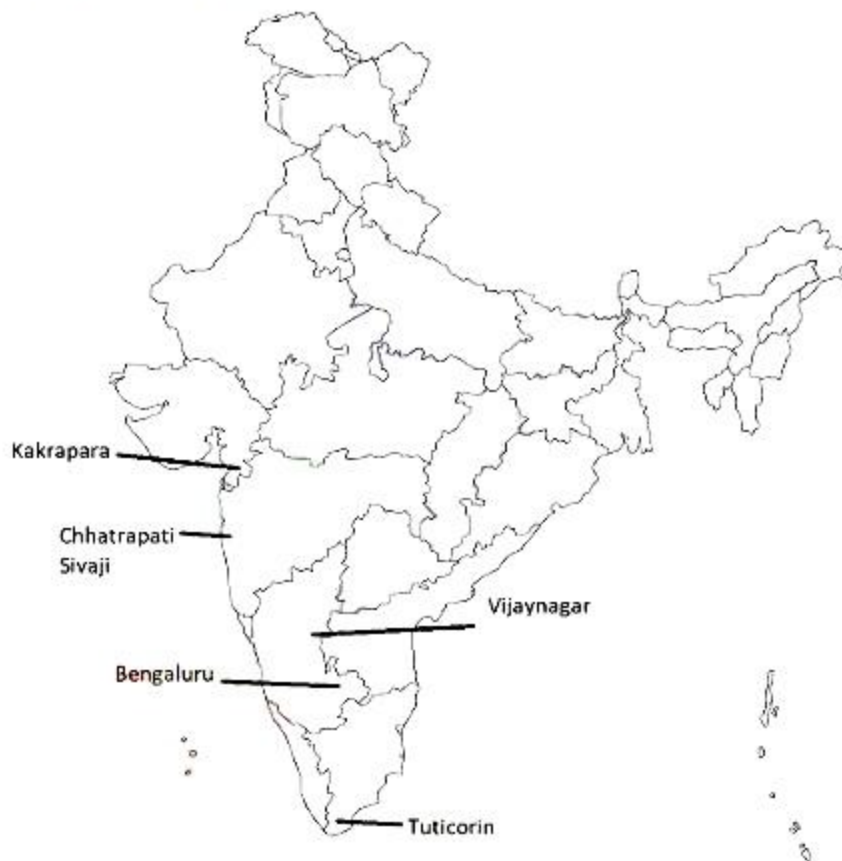 Kakrapara
Chhatrapati
Sivaji
Vijaynagar
Bengaluru
Tuticorin